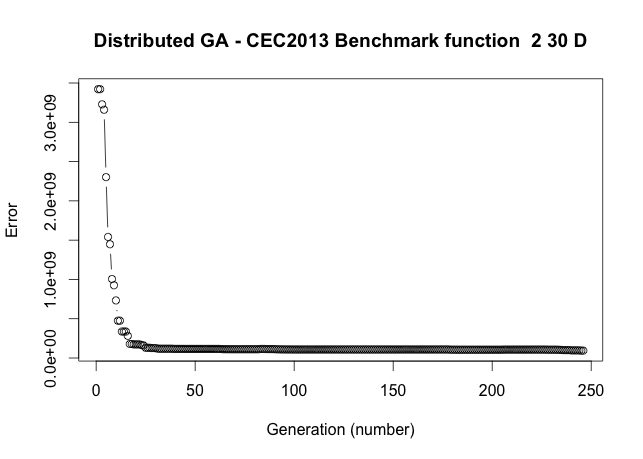 Distributed GA - CEC2013 Benchmark function  2 30 D
Error
3.0e+09
2.0e+09
1.0e+09
0.0e+00
0 50 100 150 200 250
Generation (number)